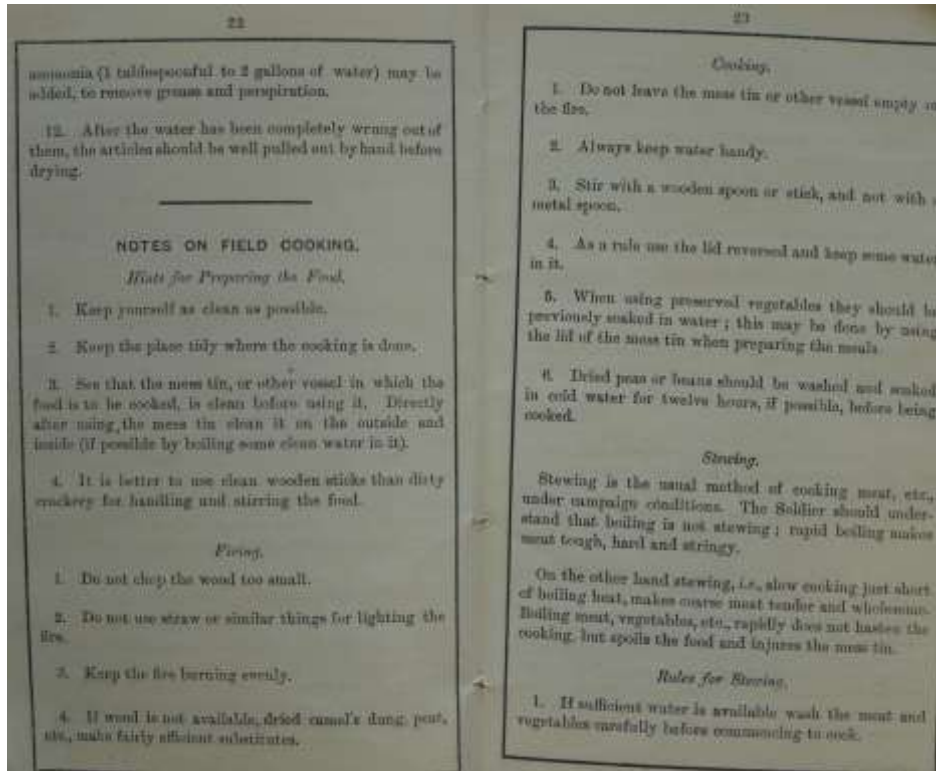 22
ammonia (1 tablespoonful to 2 gallons of water) may be
added, to remove grease and perspiration.
12. After the water has been completely wrung out of
them, the articles should be well pulled out by hand before
drying.
NOTES ON FIELD COOKING.
Hints for Preparing the Food.
1. Keep yourself as clean as possible.
2. Keep the place tidy where the cooking is done.
3. See that the mess tin, or other vessel in which the
food is to be cooked, is clean before using it. Directly
after using, the mess tin clean it on the outside and
inside (if possible by boiling some clean water in it).
4. It is better to use clean wooden sticks than dirty
crockery for handling and stirring the food.
Firing.
1. Do not chop the wood too small.
2. Do not use straw or similar things for lighting the
fire.
3. Keep the fire burning evenly.
4. If wood is not available, dried camel's dung, peat,
etc., make fairly efficient substitutes.
23
Cooking.
1. Do not leave the mess tin or other vessel empty on
the fire.
2. Always keep water handy.
3. Stir with a wooden spoon or stick, and not with a
metal spoon.
4. As a rule use the lid reversed and keep some water
in it.
5. When using preserved vegetables they should be
previously soaked in water; this may be done by using
the lid of the mess tin when preparing the meals.
6. Dried peas or beans should be washed and soaked
in cold water for twelve hours, if possible, before being
cooked.
Stewing.
Stewing is the usual method of cooking meat, etc.,
under campaign conditions. The Soldier should under-
stand that boiling is not stewing; rapid boiling makes
meat tough, hard and stringy.
On the other hand stewing, i.e., slow cooking just short
of boiling heat, makes coarse meat tender and wholesome.
Boiling meat, vegetables, etc., rapidly does not hasten the
cooking, but spoils the food and injures the mess tin.
Rules for Stewing.
1. If sufficient water is available wash the meat and
vegetables carefully before commencing to cook.